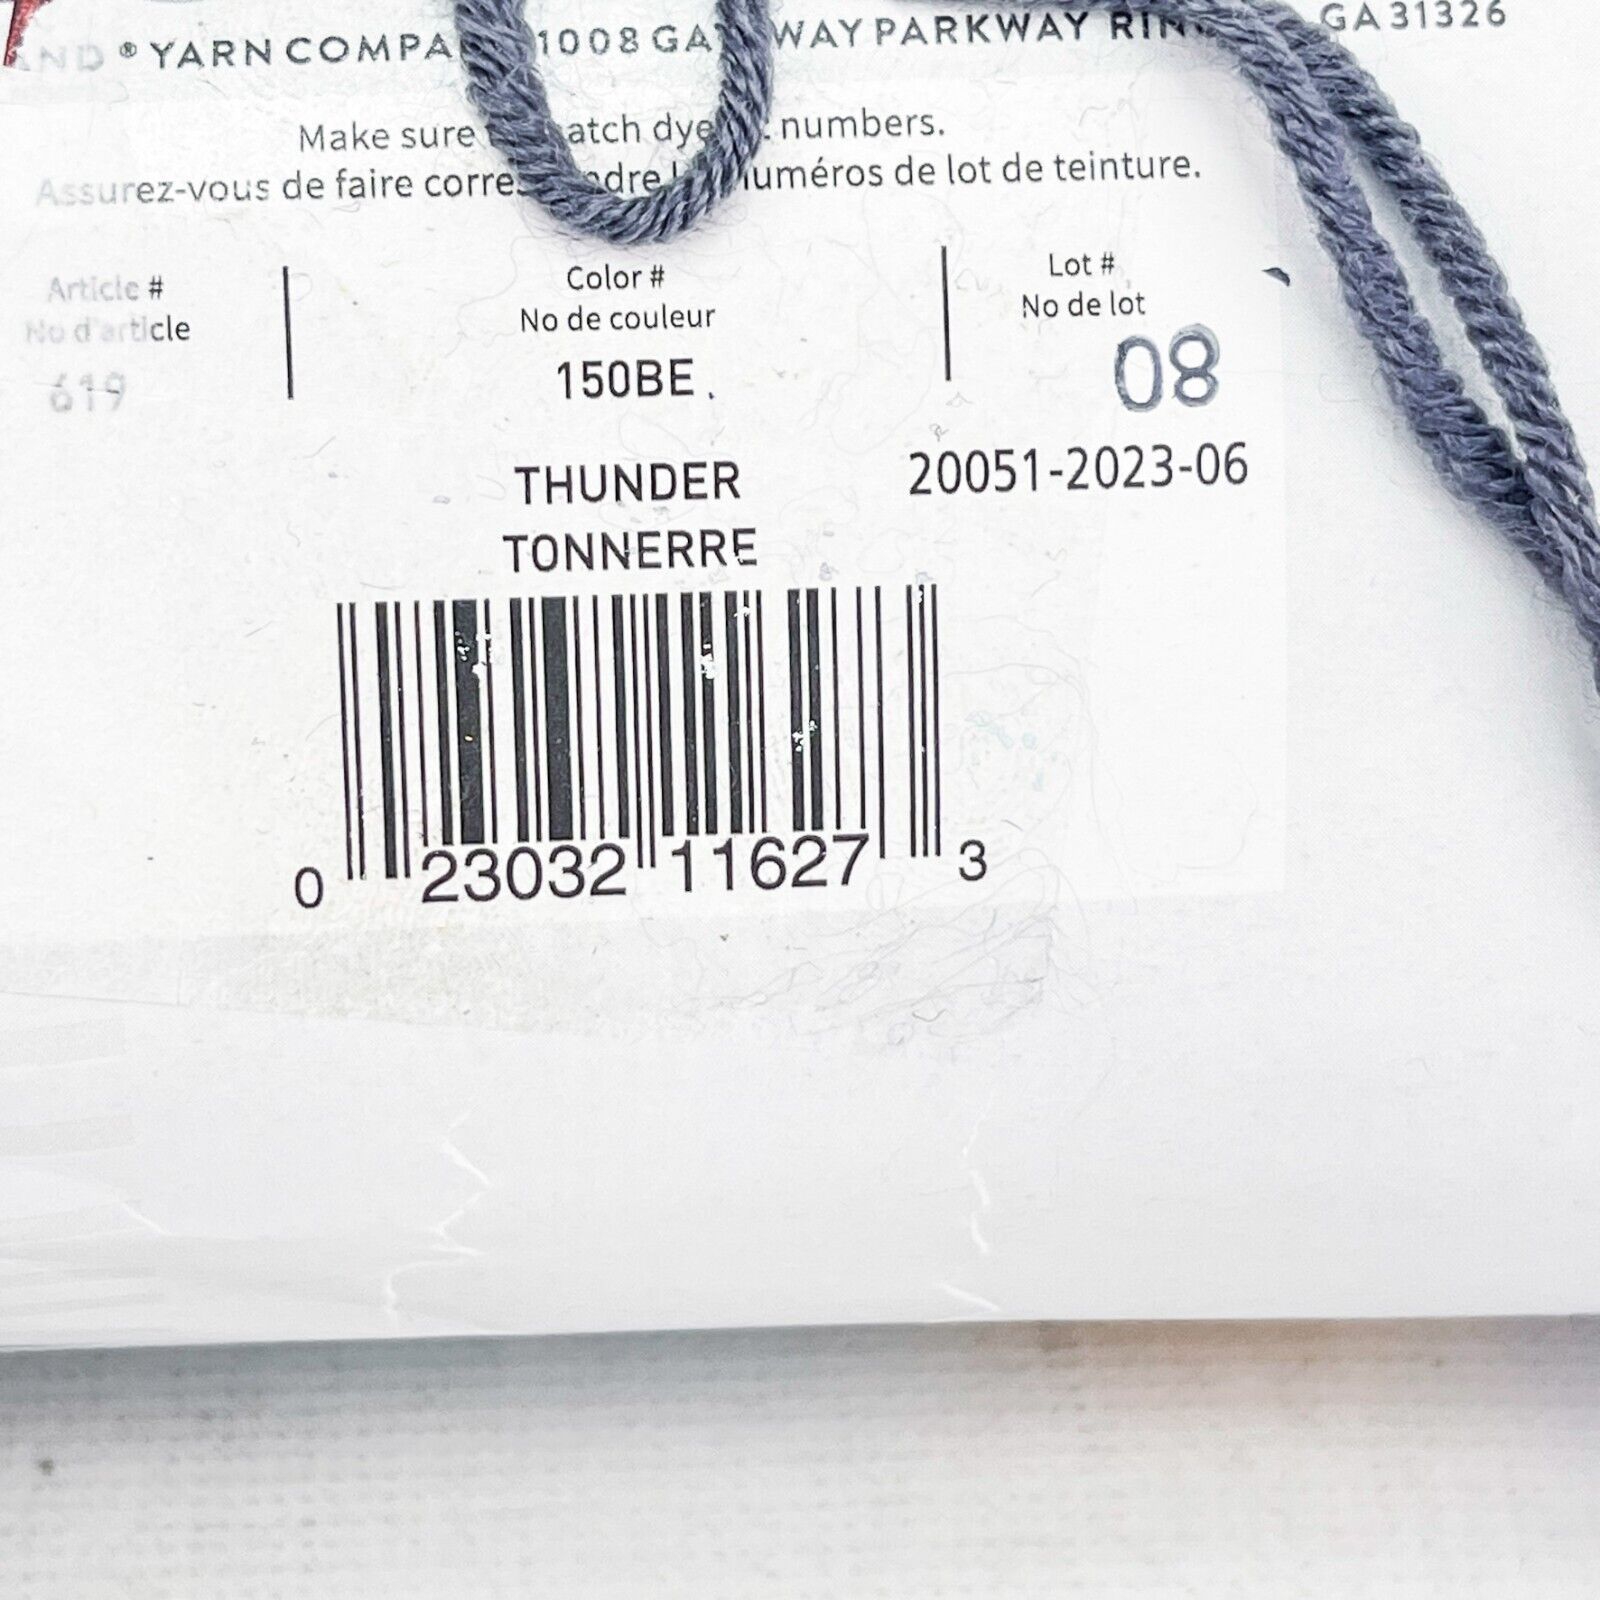 ® YARN COMPA 1008 GA WAY PARKWAY RIN GA 31326
Make sure atch dye numbers.
Assurez-vous de faire corres ndre numéros de lot de teinture.
Article #
No d'article
619
Color #
No de couleur
150BE
Lot #
No de lot
08
THUNDER
TONNERRE
20051-2023-06
0 23032 11627 3